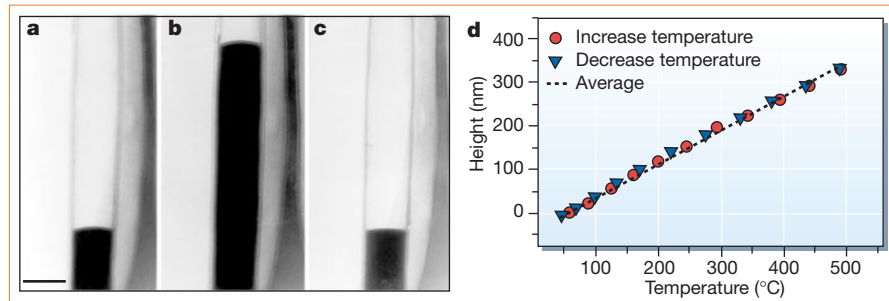 a
b
c
d
Increase temperature
Decrease temperature
Average
Height (nm)
400
300
200
100
0
100
200
300
400
500
Temperature (°C)